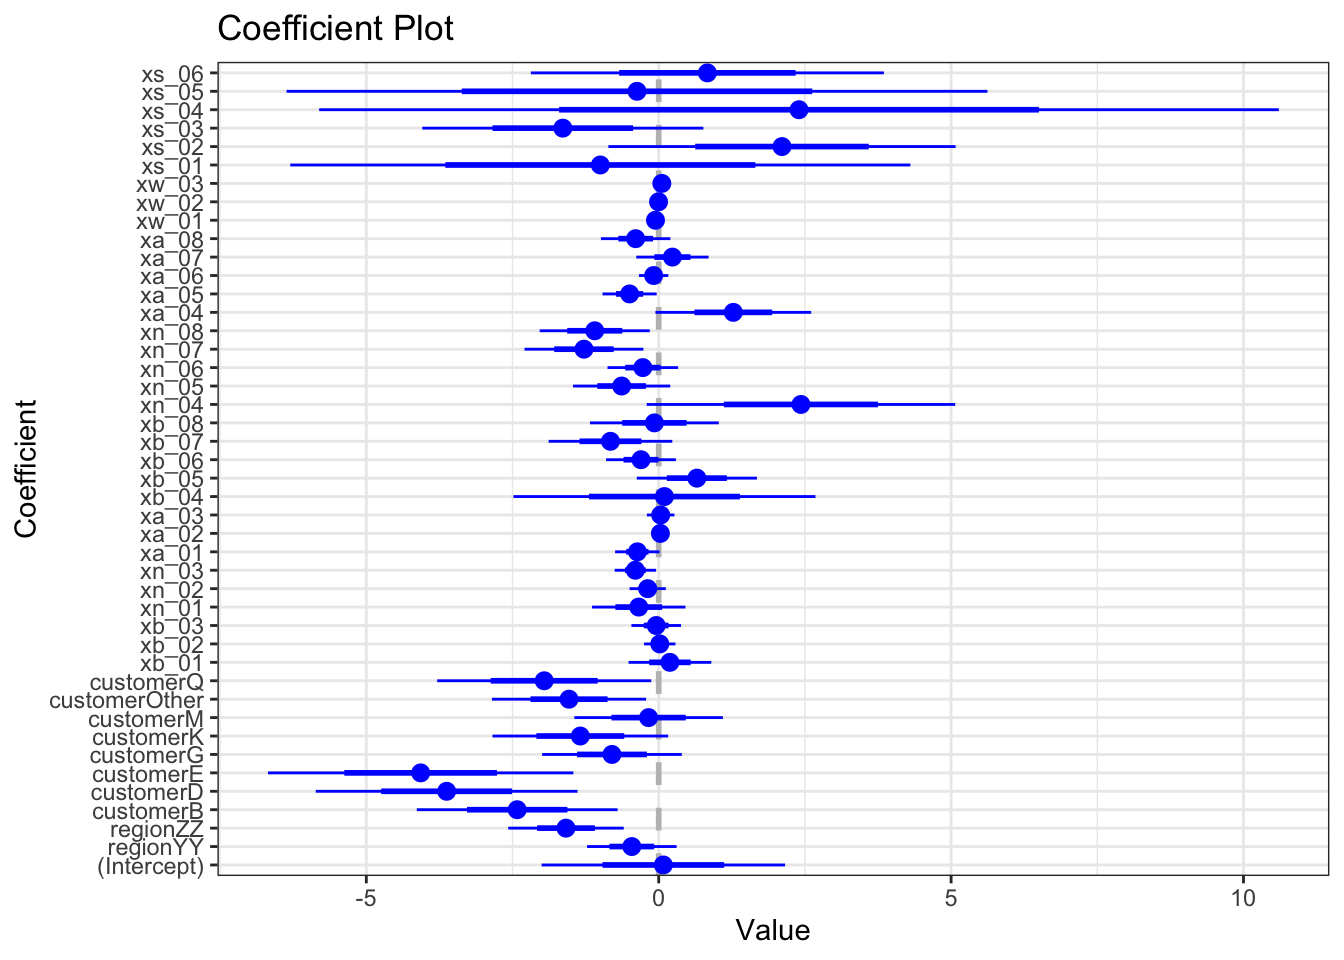 Coefficient Plot
xs_06
xs_05
xs_04
xs_03
xs_02
xs_01
xw_03
xw_02
xw_01
xa_08
xa_07
xa_06
xa_05
xa_04
xn_08
xn_07
xn_06
xn_05
xn_04
xb_08
xb_07
xb_06
xb_05
xb_04
xa_03
xa_02
xa_01
xn_03
xn_02
xn_01
xb_03
xb_02
xb_01
customerQ
customerOther
customerM
customerK
customerG
customerE
customerD
customerB
regionZZ
regionYY
(Intercept)
Coefficient
-5 0 5 10
Value